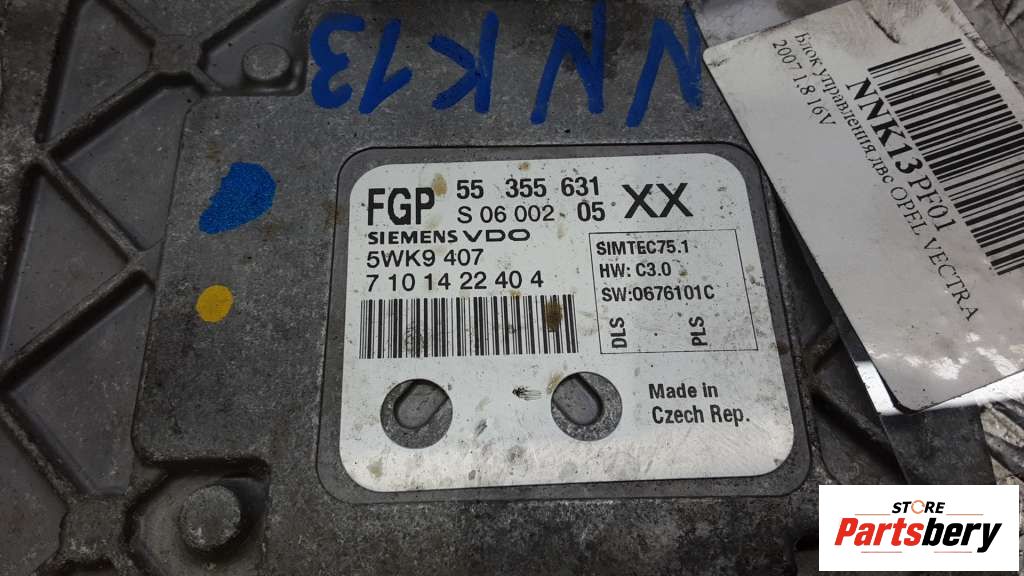 NN K13
FGP 55 355 631 XX
S 06 002 05
SIEMENS VDO
5WK9 407
7 10 14 22 40 4
SIMTEC75.1
HW: C3.0
SW:0676101C
DLS PLS
Made in
Czech Rep.
NNK13PF01
Блок управления двс OPEL VECTRA
2007 1.8 16V
STORE
Partsbery